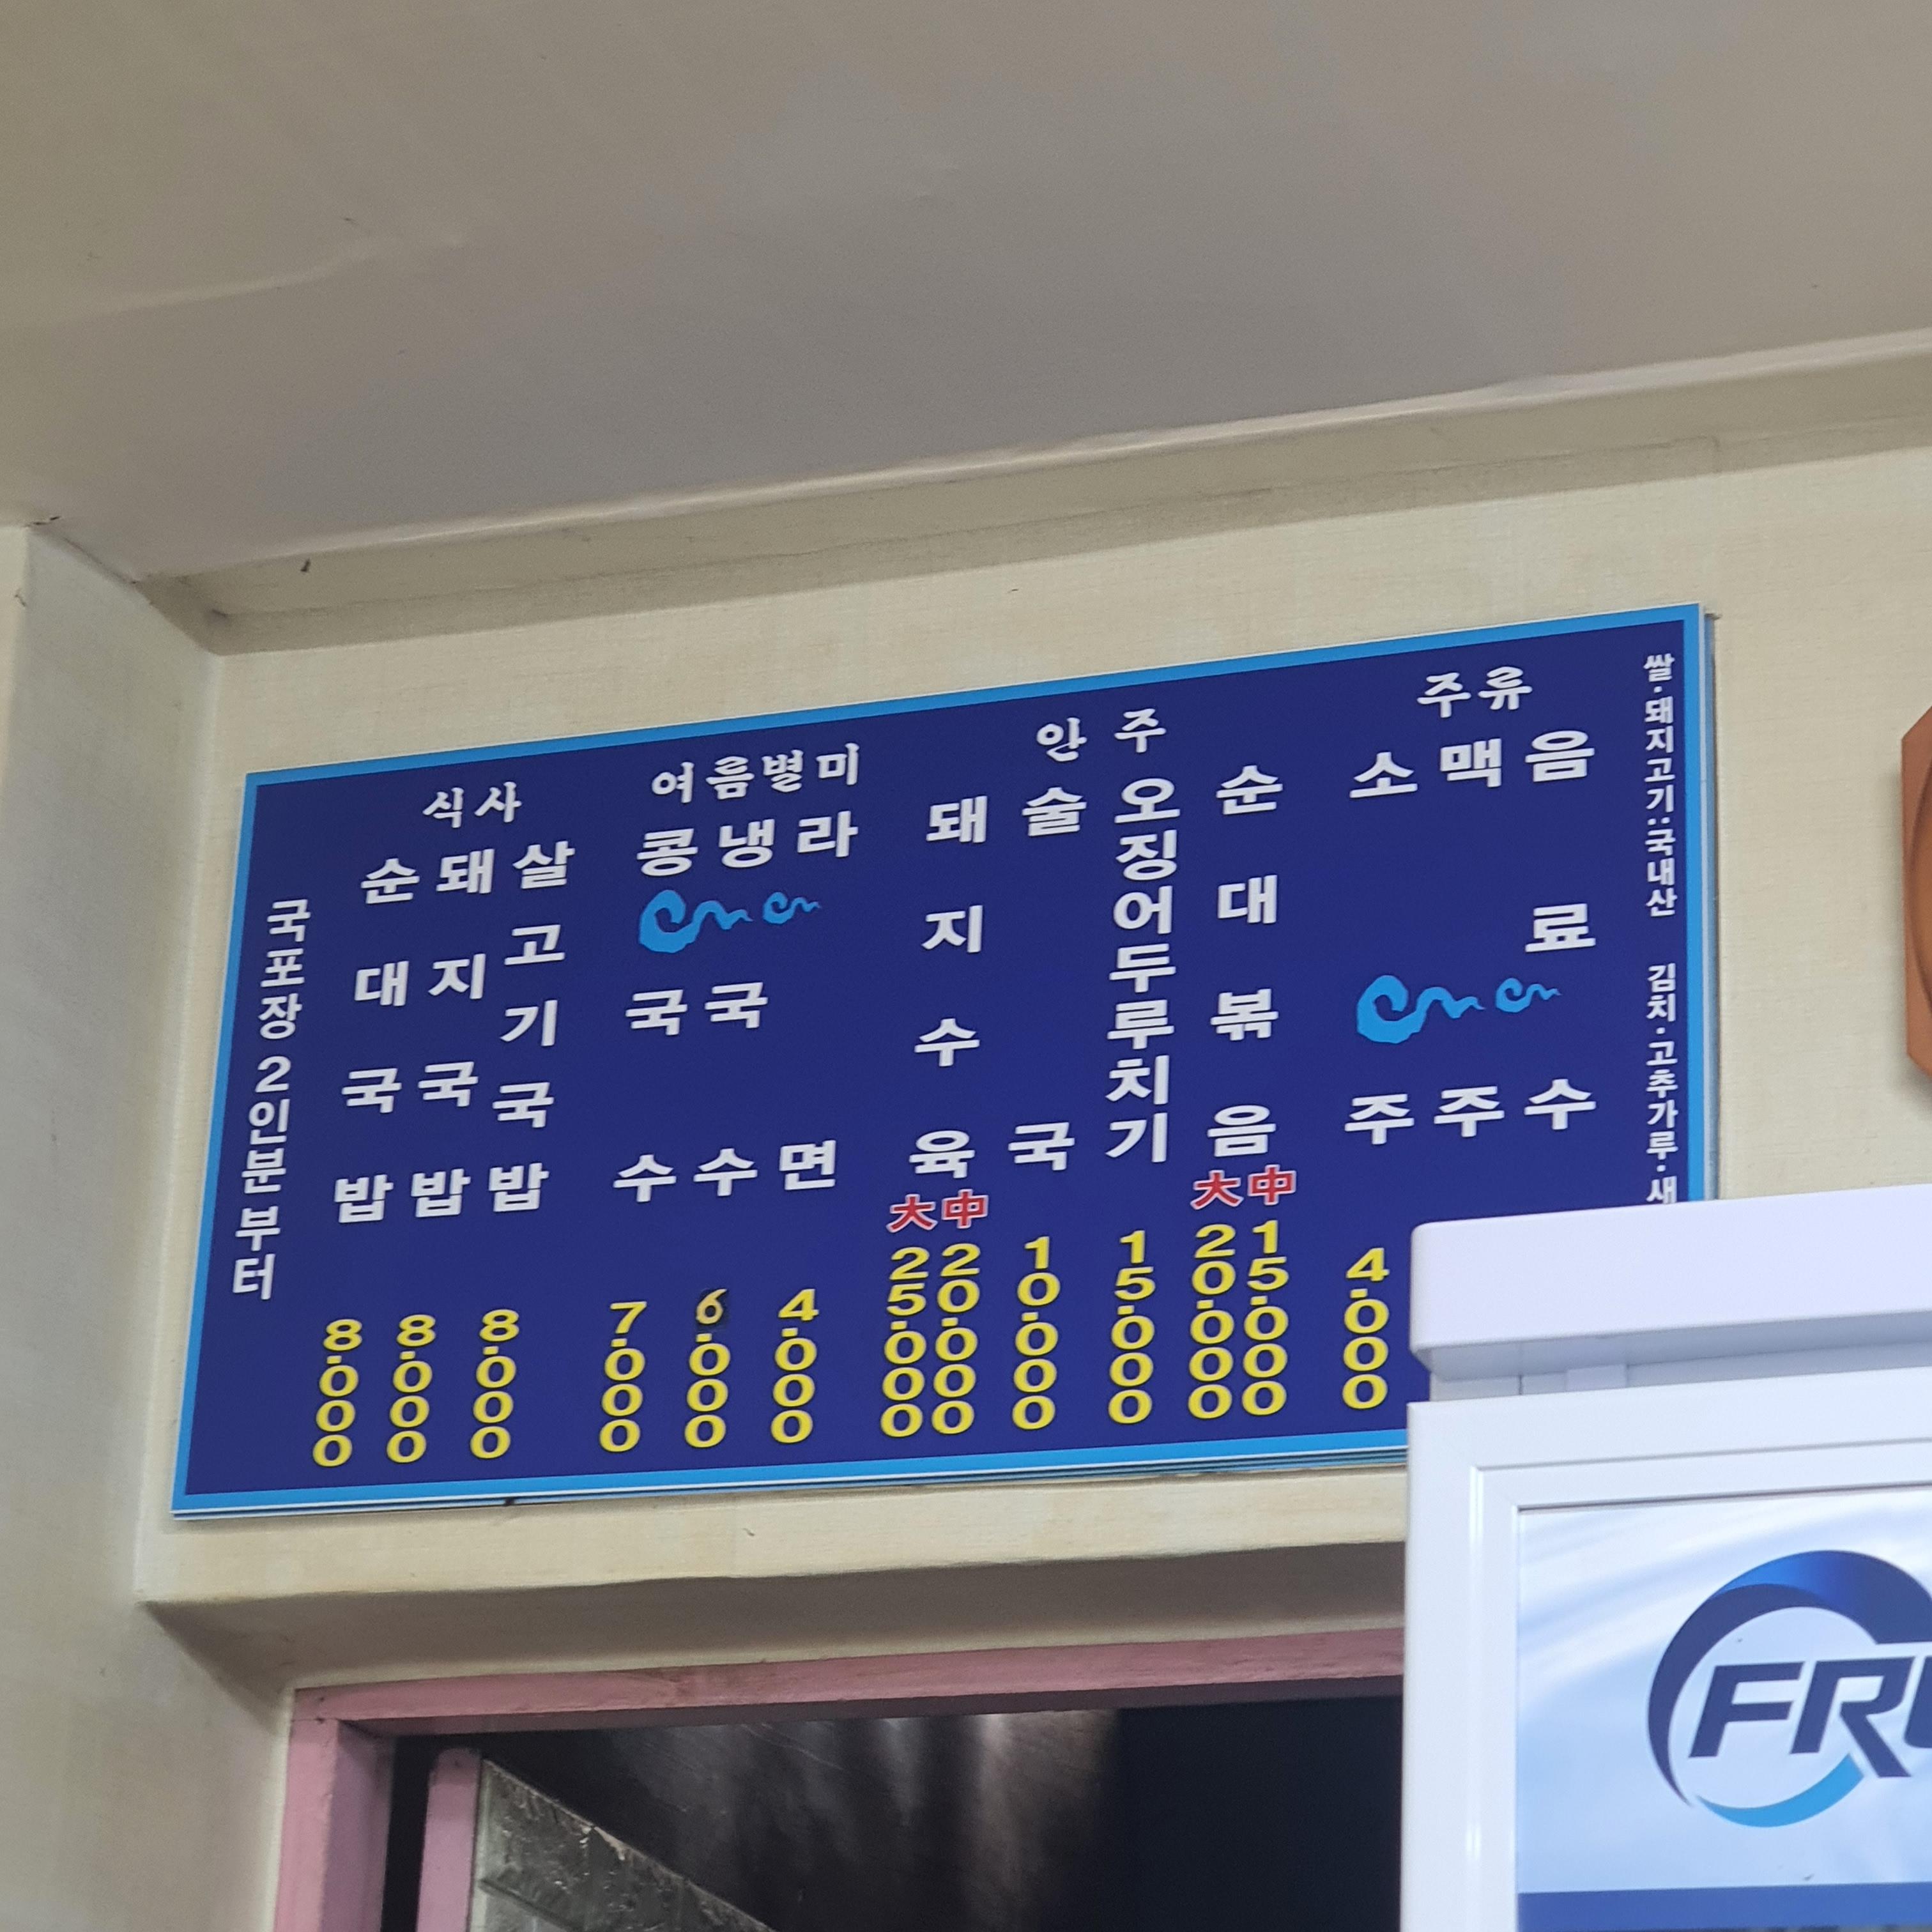 국포장 2인분 부터
식사
순대국밥 8.000
돼지국밥 8.000
살고기국밥 8.000
여름별미
콩국수 7.000
냉국수 6.000
라면 4.000
안주
돼지수육 大 25.000 中 20.000
술국 10.000
오징어두루치기 15.000
순대볶음 大 20.000 中 15.000
주류
소주 4.000
맥주
음료수
쌀·돼지고기:국내산 김치·고추가루·새
FR